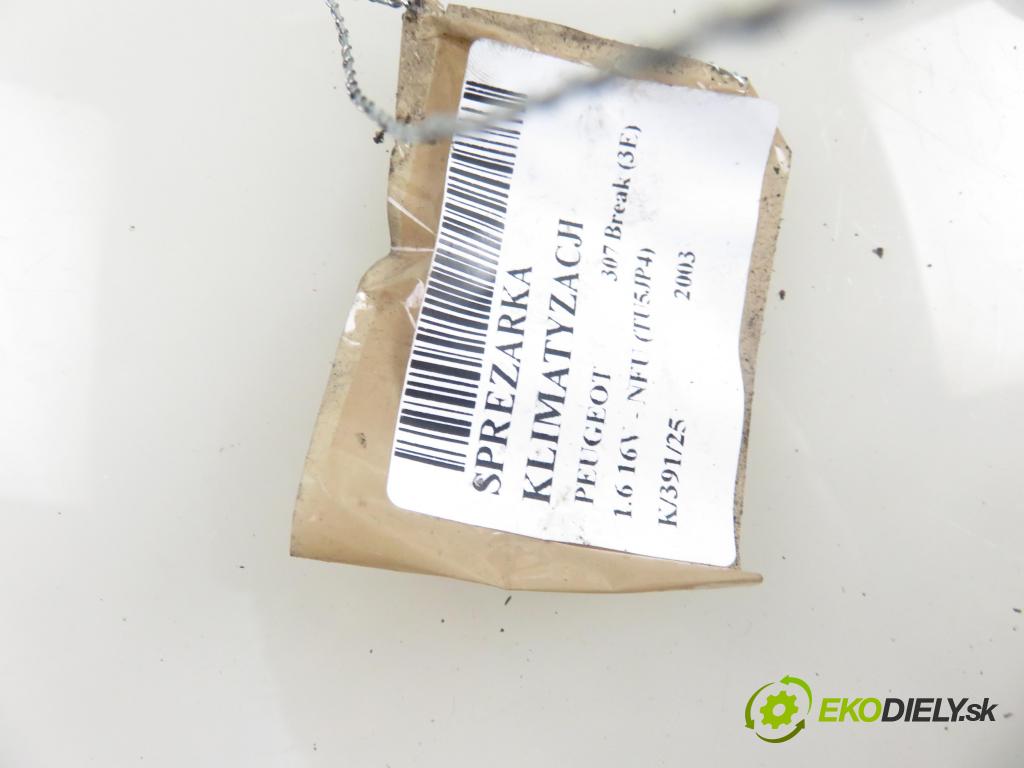 SPREZARKA
KLIMATYZACJI
PEUGEOT 307 Break (3E)
1.6 16V - NFU (TU5JP4)
K/391/25 2003
EKODIELY.sk